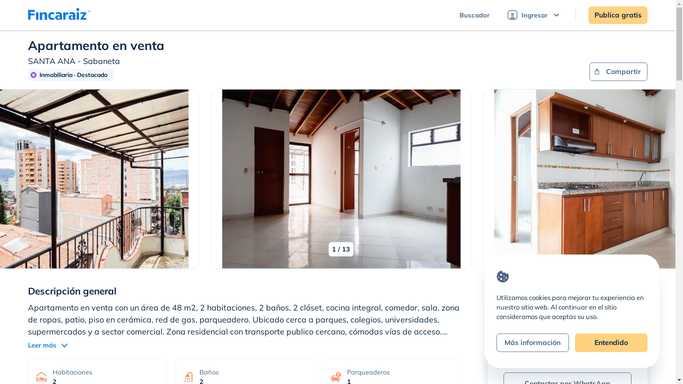 Fincaraiz
Buscador
Ingresar
Publica gratis
Apartamento en venta
SANTA ANA - Sabaneta
Inmobiliaria · Destacado
Compartir
1 / 13
Descripción general
Apartamento en venta con un área de 48 m2, 2 habitaciones, 2 baños, 2 clóset, cocina integral, comedor, sala, zona
de ropas, patio, piso en cerámica, red de gas, parqueadero. Ubicado cerca a parques, colegios, universidades,
supermercados y a sector comercial. Zona residencial con transporte publico cercano, cómodas vías de acceso....
Leer más
Habitaciones
2
Baños
2
Parqueaderos
1
Utilizamos cookies para mejorar tu experiencia en
nuestro sitio web. Al continuar en el sitio
consideramos que aceptas su uso.
Más información
Entendido
Contactar por WhatsApp